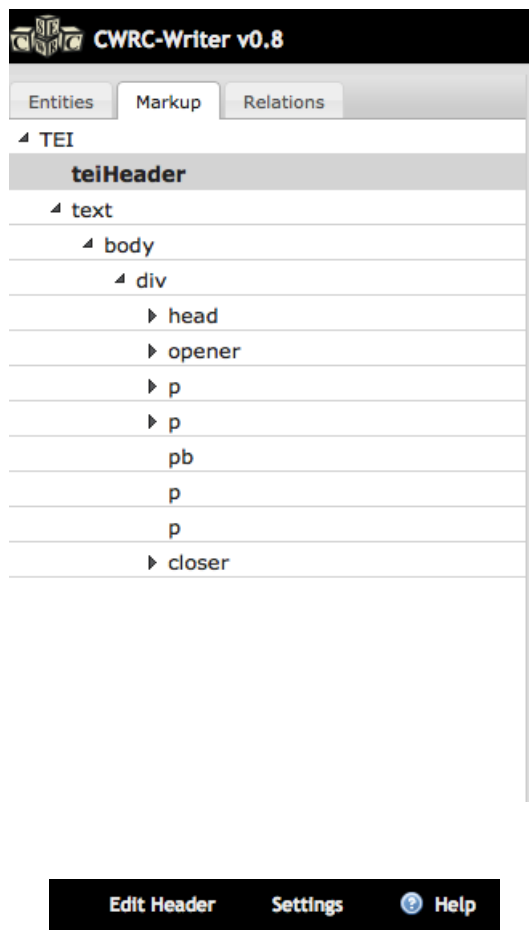 CWRC CWRC-Writer v0.8
Entities Markup Relations
TEI
teiHeader
text
body
div
head
opener
p
p
pb
p
p
closer
Edit Header Settings ? Help